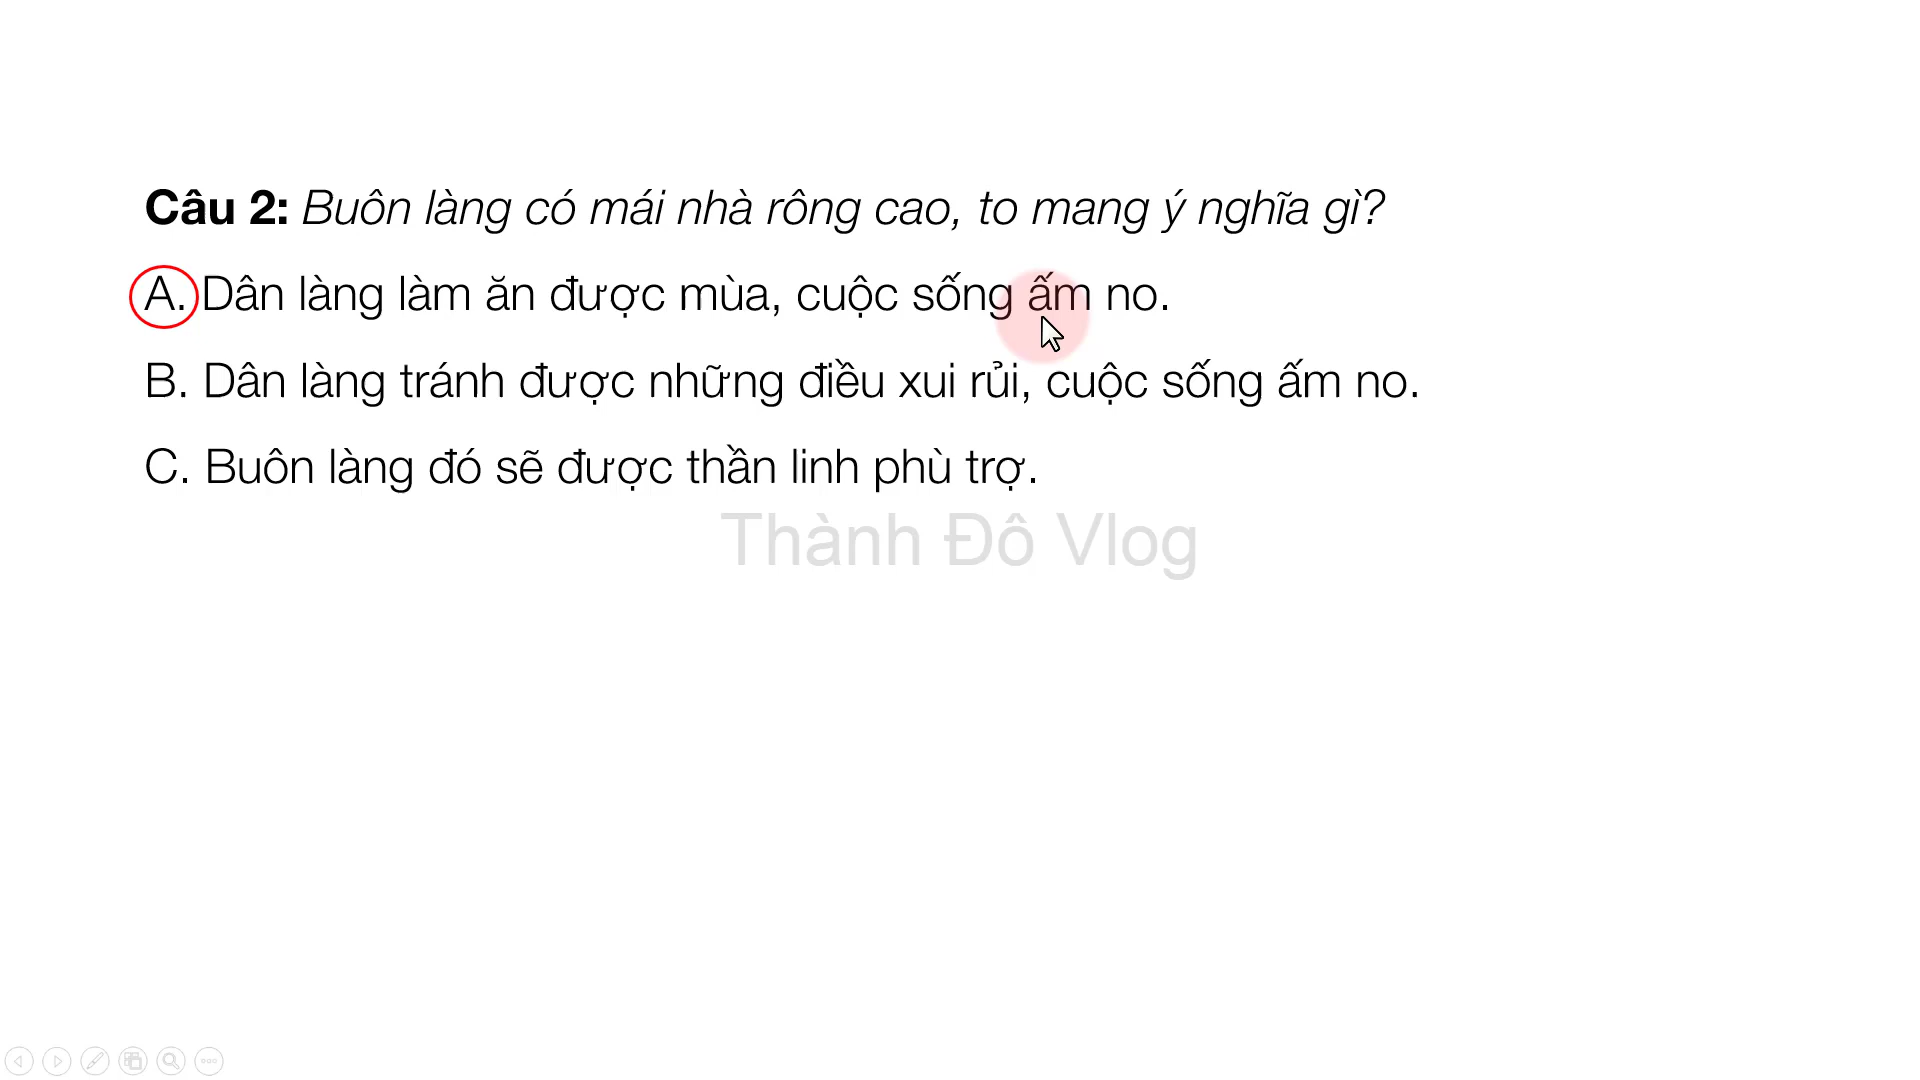 Câu 2: Buôn làng có mái nhà rông cao, to mang ý nghĩa gì?
A. Dân làng làm ăn được mùa, cuộc sống ấm no.
B. Dân làng tránh được những điều xui rủi, cuộc sống ấm no.
C. Buôn làng đó sẽ được thần linh phù trợ.
Thành Đô Vlog